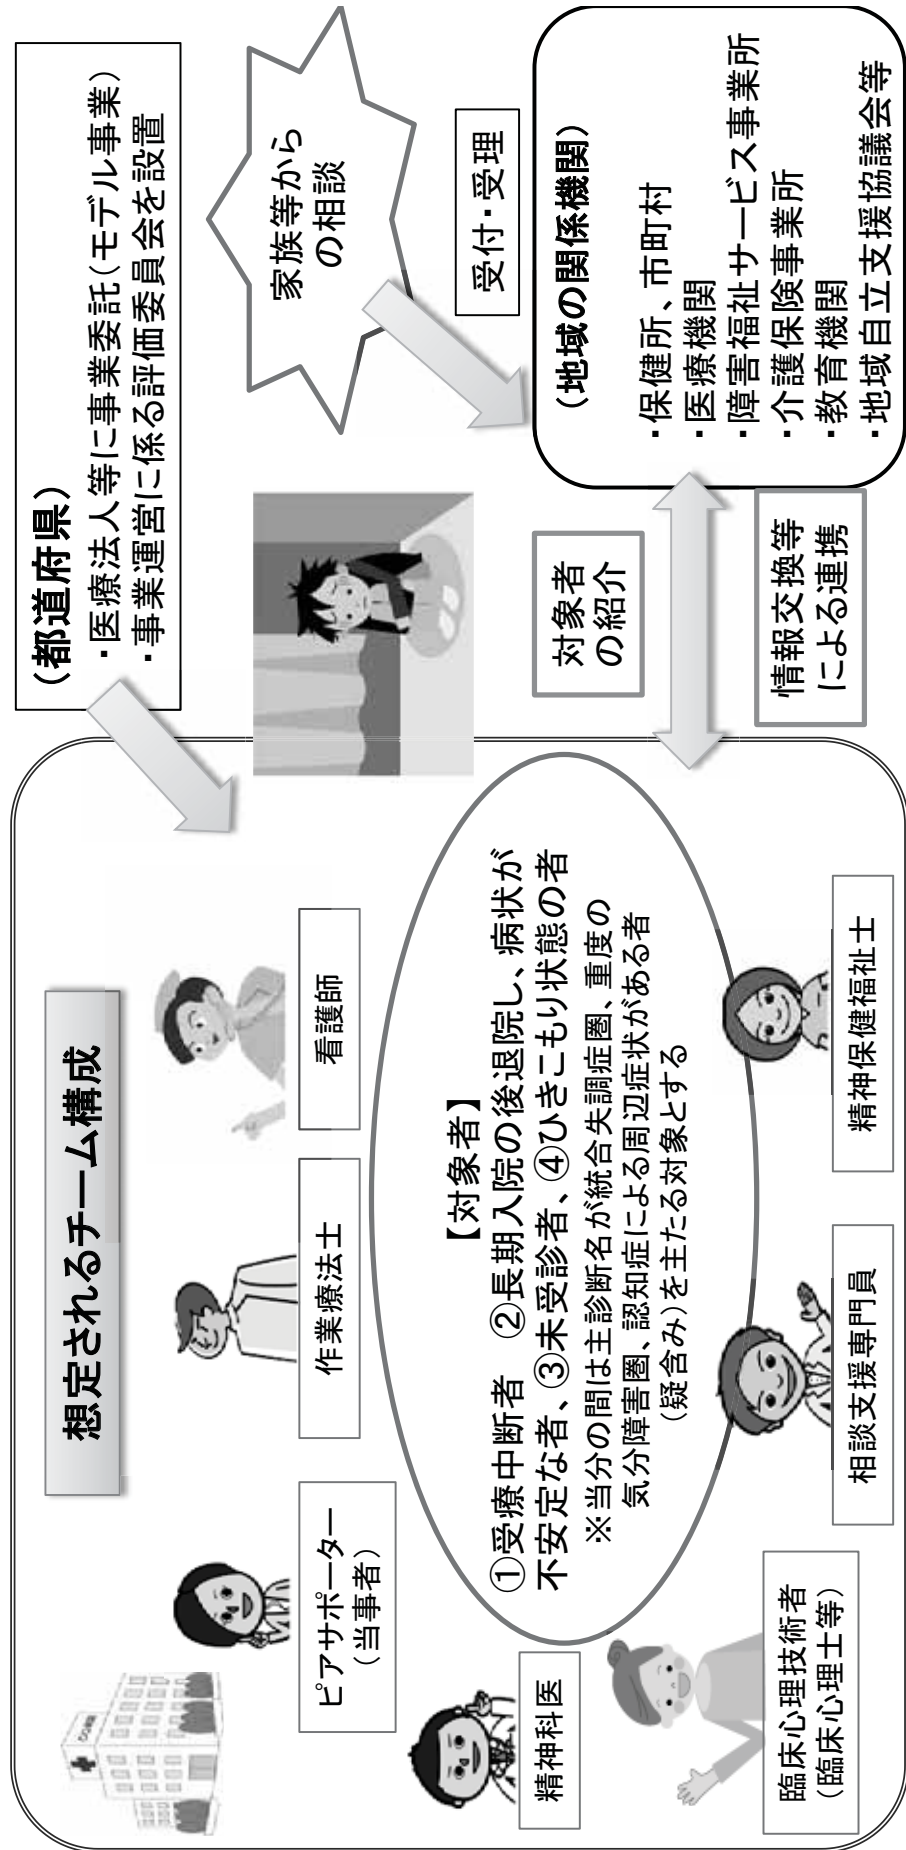 想定されるチーム構成
ピアサポーター
（当事者）
作業療法士
看護師
精神科医
【対象者】
①受療中断者　②長期入院の後退院し、病状が
不安定な者、③未受診者、④ひきこもり状態の者
※当分の間は主診断名が統合失調症圏、重度の
気分障害圏、認知症による周辺症状がある者
（疑含み）を主たる対象とする
臨床心理技術者
（臨床心理士等）
相談支援専門員
精神保健福祉士
（都道府県）
・医療法人等に事業委託（モデル事業）
・事業運営に係る評価委員会を設置
家族等から
の相談
受付・受理
対象者
の紹介
情報交換等
による連携
（地域の関係機関）
・保健所、市町村
・医療機関
・障害福祉サービス事業所
・介護保険事業所
・教育機関
・地域自立支援協議会等